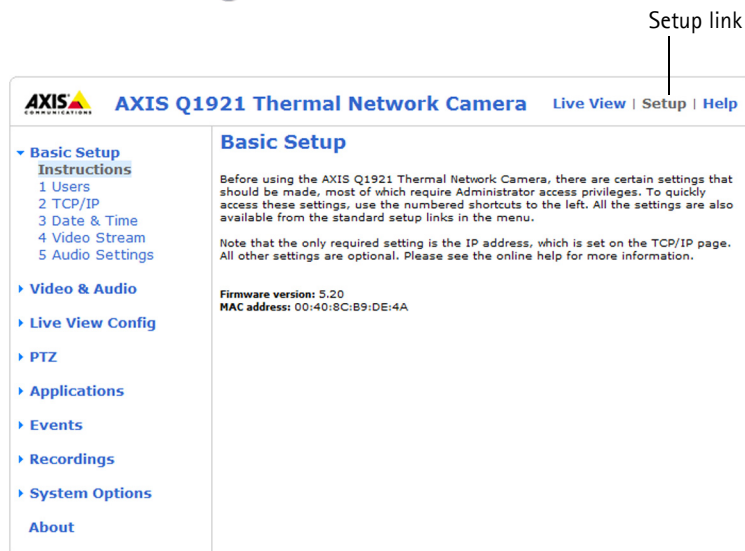 Setup link
AXIS COMMUNICATIONS
AXIS Q1921 Thermal Network Camera
Live View | Setup | Help
Basic Setup
Instructions
1 Users
2 TCP/IP
3 Date & Time
4 Video Stream
5 Audio Settings
Video & Audio
Live View Config
PTZ
Applications
Events
Recordings
System Options
About
Basic Setup
Before using the AXIS Q1921 Thermal Network Camera, there are certain settings that
should be made, most of which require Administrator access privileges. To quickly
access these settings, use the numbered shortcuts to the left. All the settings are also
available from the standard setup links in the menu.
Note that the only required setting is the IP address, which is set on the TCP/IP page.
All other settings are optional. Please see the online help for more information.
Firmware version: 5.20
MAC address: 00:40:8C:B9:DE:4A